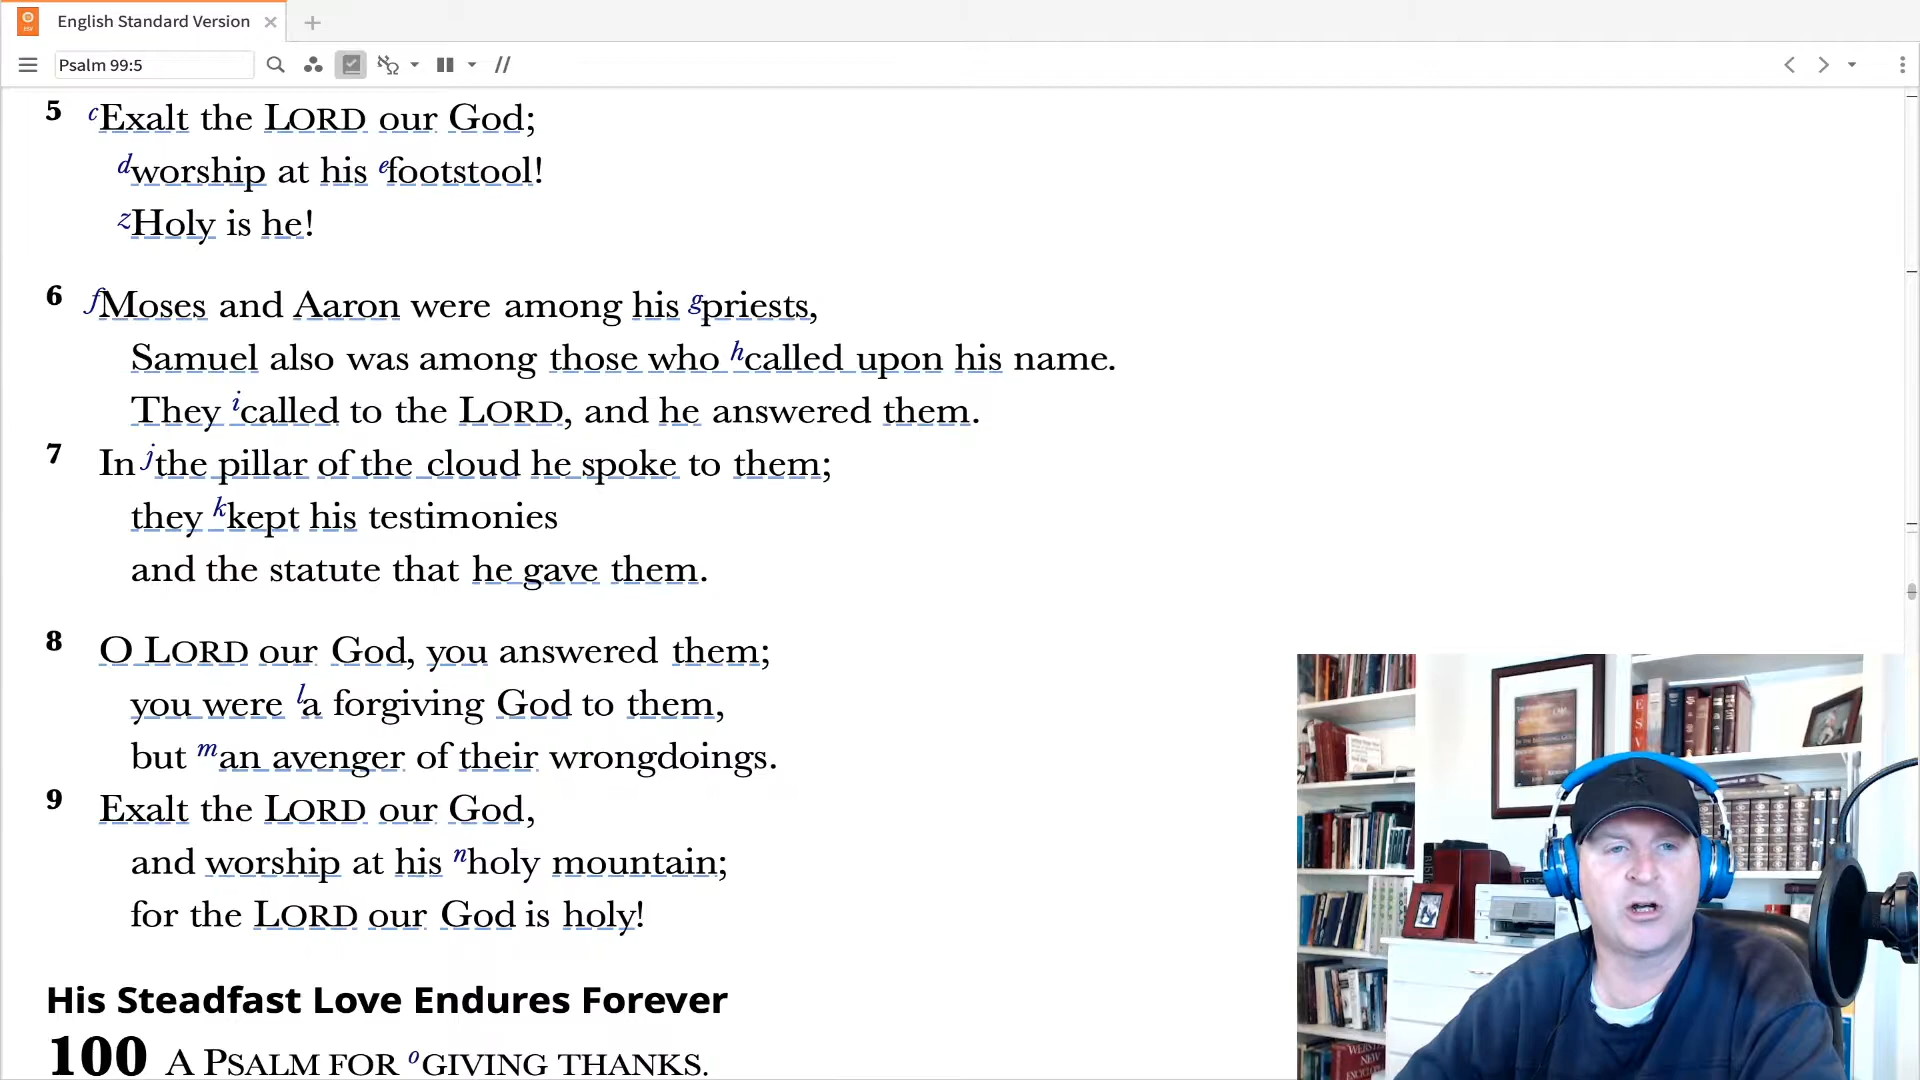 English Standard Version
Psalm 99:5
5 cExalt the LORD our God;
dworship at his efootstool!
zHoly is he!
6 fMoses and Aaron were among his gpriests,
Samuel also was among those who hcalled upon his name.
They icalled to the LORD, and he answered them.
7 In jthe pillar of the cloud he spoke to them;
they kkept his testimonies
and the statute that he gave them.
8 O LORD our God, you answered them;
you were la forgiving God to them,
but man avenger of their wrongdoings.
9 Exalt the LORD our God,
and worship at his nholy mountain;
for the LORD our God is holy!
His Steadfast Love Endures Forever
100 A PSALM FOR oGIVING THANKS.
ESV